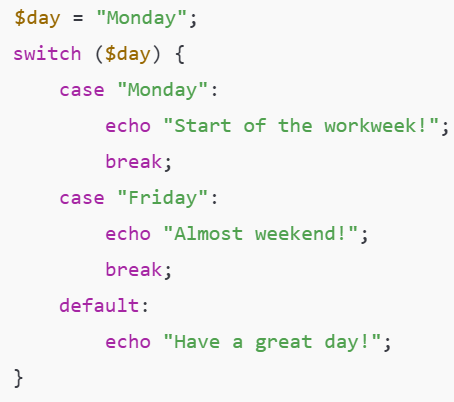 $day = "Monday";
switch ($day) {
    case "Monday":
        echo "Start of the workweek!";
        break;
    case "Friday":
        echo "Almost weekend!";
        break;
    default:
        echo "Have a great day!";
}